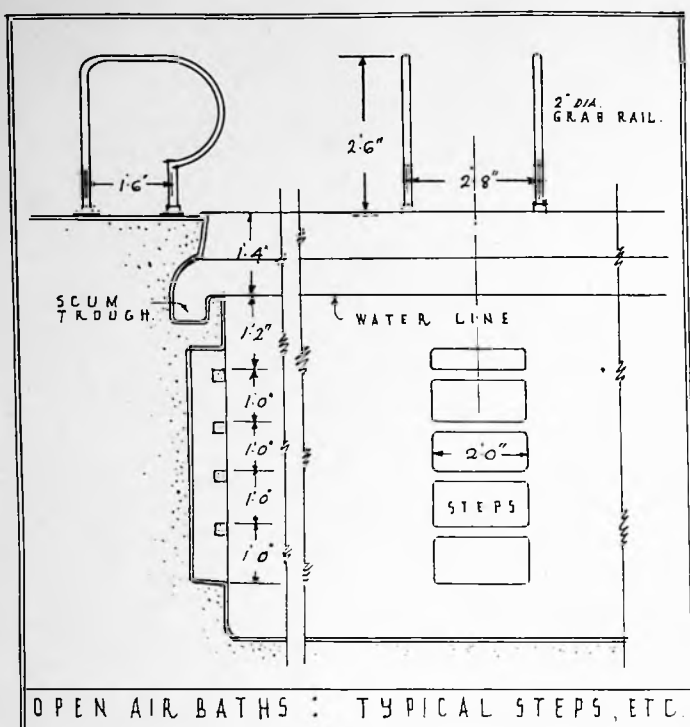 2" DIA.
GRAB RAIL.
2'·6"
1'·6"
2'·8"
1'·4"
SCUM
TROUGH.
WATER LINE
1'·2"
1'·0"
1'·0"
2'·0"
1'·0"
STEPS
1'·0"
OPEN AIR BATHS : TYPICAL STEPS, ETC.